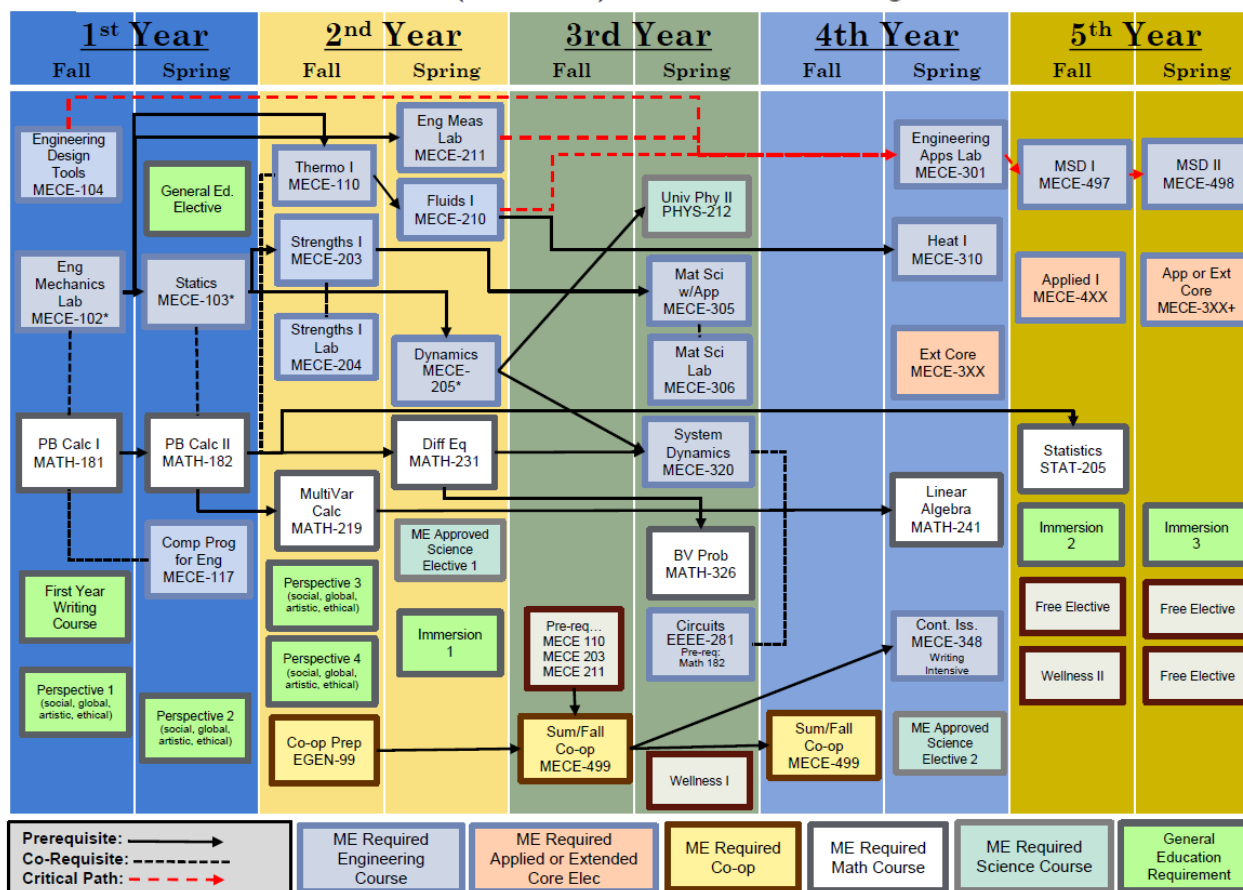 1st Year
2nd Year
3rd Year
4th Year
5th Year
Fall
Spring
Fall
Spring
Fall
Spring
Fall
Spring
Fall
Spring
Engineering
Design
Tools
MECE-104
Eng
Mechanics
Lab
MECE-102*
PB Calc I
MATH-181
First Year
Writing
Course
Perspective 1
(social, global,
artistic, ethical)
General Ed.
Elective
Statics
MECE-103*
PB Calc II
MATH-182
Comp Prog
for Eng
MECE-117
Perspective 2
(social, global,
artistic, ethical)
Thermo I
MECE-110
Strengths I
MECE-203
Strengths I
Lab
MECE-204
MultiVar
Calc
MATH-219
Perspective 3
(social, global,
artistic, ethical)
Perspective 4
(social, global,
artistic, ethical)
Co-op Prep
EGEN-99
Eng Meas
Lab
MECE-211
Fluids I
MECE-210
Dynamics
MECE-
205*
Diff Eq
MATH-231
ME Approved
Science
Elective 1
Immersion
1
Pre-req...
MECE 110
MECE 203
MECE 211
Sum/Fall
Co-op
MECE-499
Univ Phy II
PHYS-212
Mat Sci
w/App
MECE-305
Mat Sci
Lab
MECE-306
System
Dynamics
MECE-320
BV Prob
MATH-326
Circuits
EEEE-281
Pre-req:
Math 182
Wellness I
Sum/Fall
Co-op
MECE-499
Engineering
Apps Lab
MECE-301
Heat I
MECE-310
Ext Core
MECE-3XX
Linear
Algebra
MATH-241
Cont. Iss.
MECE-348
Writing
Intensive
ME Approved
Science
Elective 2
MSD I
MECE-497
Applied I
MECE-4XX
Statistics
STAT-205
Immersion
2
Free Elective
Wellness II
MSD II
MECE-498
App or Ext
Core
MECE-3XX+
Immersion
3
Free Elective
Free Elective
Prerequisite:
Co-Requisite:
Critical Path:
ME Required
Engineering
Course
ME Required
Applied or Extended
Core Elec
ME Required
Co-op
ME Required
Math Course
ME Required
Science Course
General
Education
Requirement